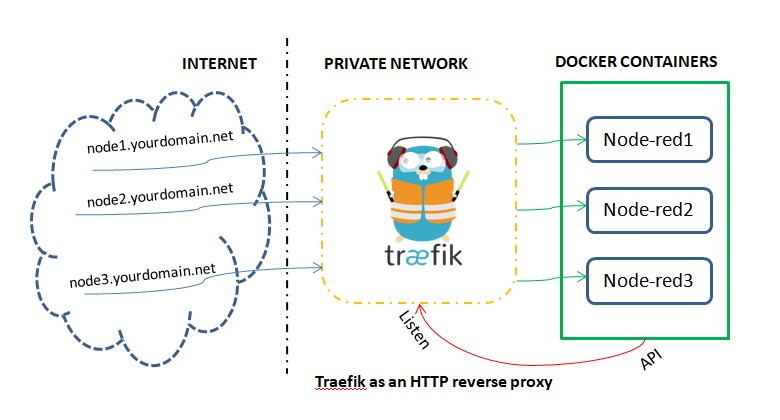 INTERNET
PRIVATE NETWORK
DOCKER CONTAINERS
node1.yourdomain.net
node2.yourdomain.net
node3.yourdomain.net
træfik
Node-red1
Node-red2
Node-red3
Listen
API
Traefik as an HTTP reverse proxy